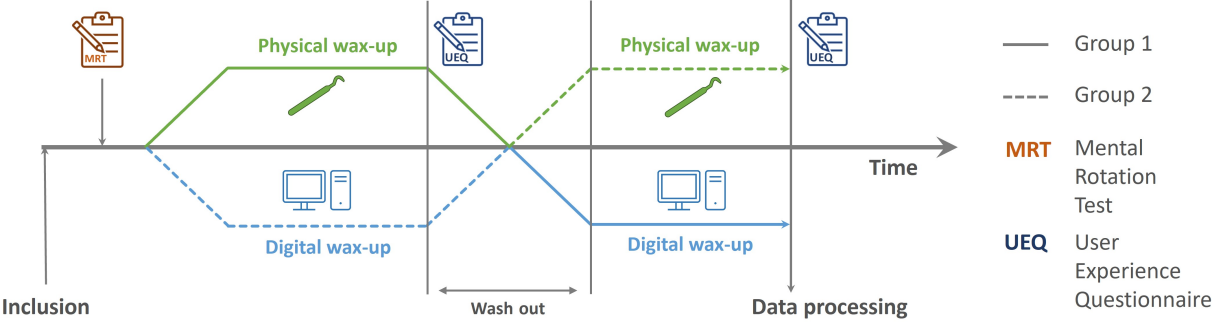 MRT
Physical wax-up
UEQ
Physical wax-up
UEQ
Group 1
Group 2
MRT Mental
Rotation
Test
Time
Digital wax-up
Digital wax-up
UEQ User
Experience
Questionnaire
Inclusion
Wash out
Data processing